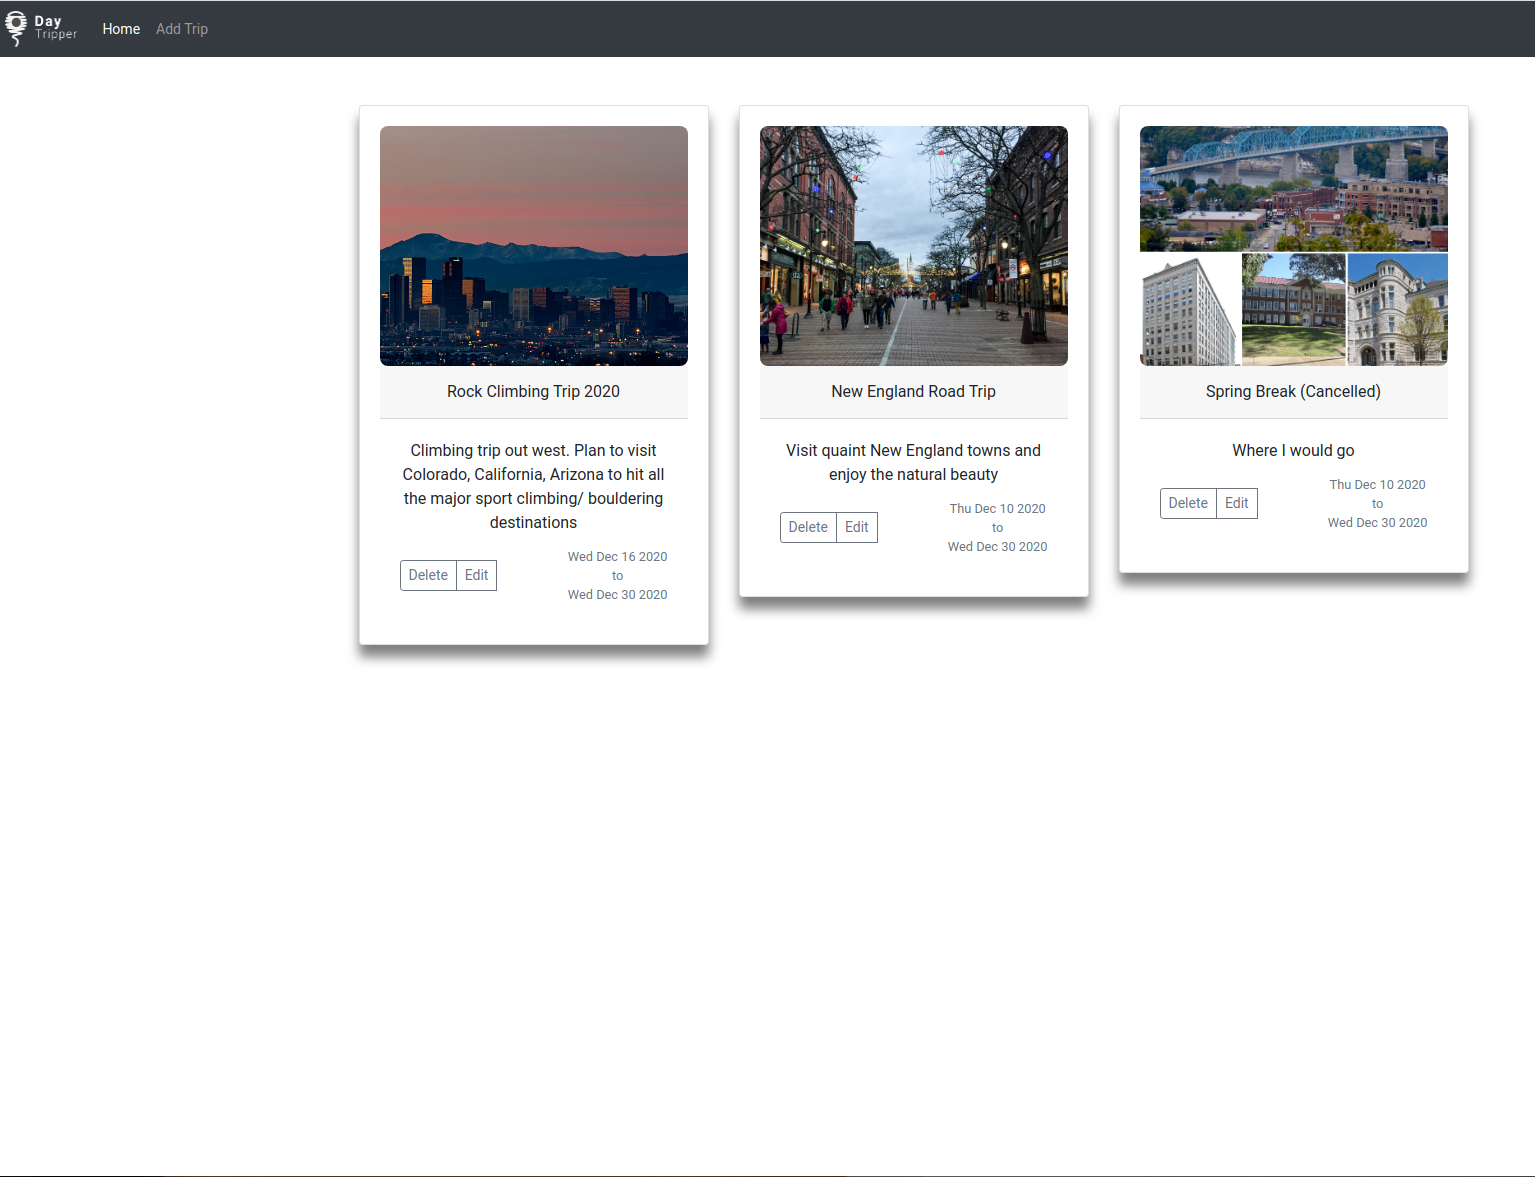 Day
Tripper
Home
Add Trip
Rock Climbing Trip 2020
Climbing trip out west. Plan to visit
Colorado, California, Arizona to hit all
the major sport climbing/ bouldering
destinations
Delete
Edit
Wed Dec 16 2020
to
Wed Dec 30 2020
New England Road Trip
Visit quaint New England towns and
enjoy the natural beauty
Delete
Edit
Thu Dec 10 2020
to
Wed Dec 30 2020
Spring Break (Cancelled)
Where I would go
Delete
Edit
Thu Dec 10 2020
to
Wed Dec 30 2020